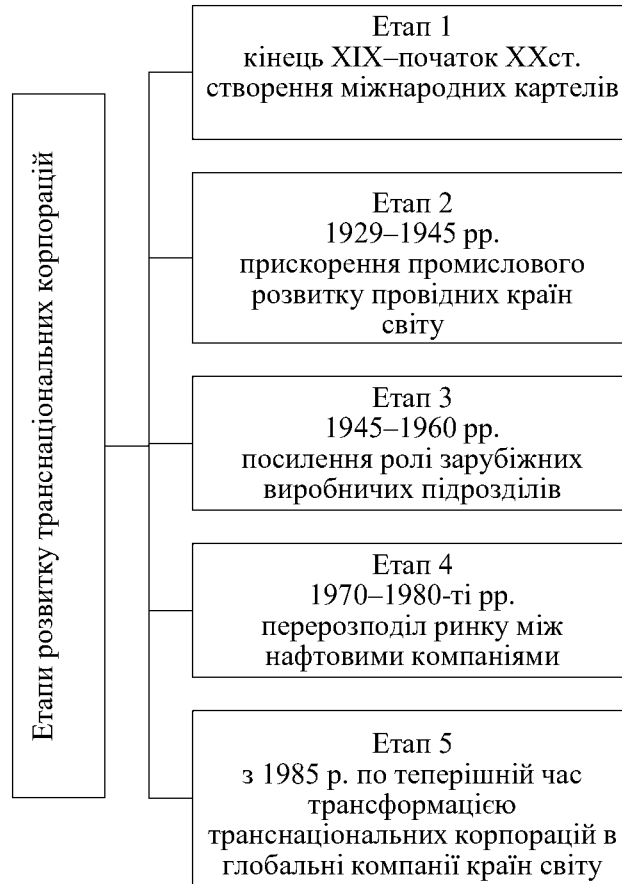 Етапи розвитку транснаціональних корпорацій
Етап 1
кінець XIX–початок XXст.
створення міжнародних картелів
Етап 2
1929–1945 рр.
прискорення промислового
розвитку провідних країн
світу
Етап 3
1945–1960 рр.
посилення ролі зарубіжних
виробничих підрозділів
Етап 4
1970–1980-ті рр.
перерозподіл ринку між
нафтовими компаніями
Етап 5
з 1985 р. по теперішній час
трансформацією
транснаціональних корпорацій в
глобальні компанії країн світу